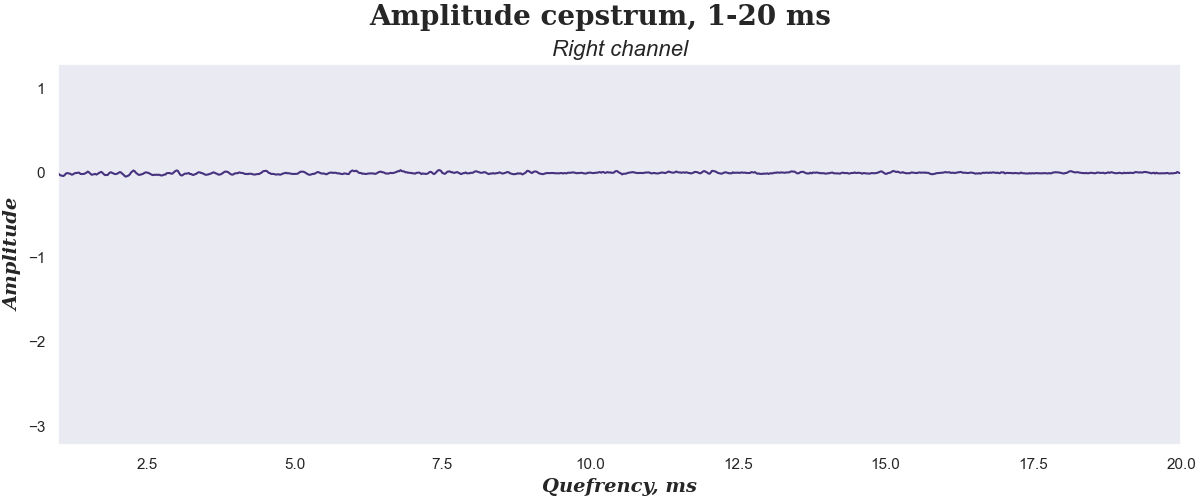 Amplitude cepstrum, 1-20 ms
Right channel
1
0
−1
−2
−3
Amplitude
2.5 5.0 7.5 10.0 12.5 15.0 17.5 20.0
Quefrency, ms